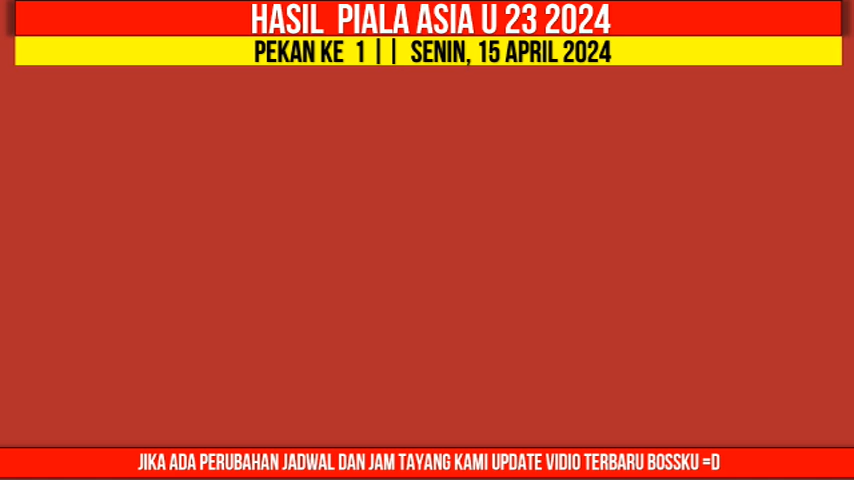 HASIL PIALA ASIA U 23 2024
PEKAN KE 1 || SENIN, 15 APRIL 2024
JIKA ADA PERUBAHAN JADWAL DAN JAM TAYANG KAMI UPDATE VIDIO TERBARU BOSSKU =D